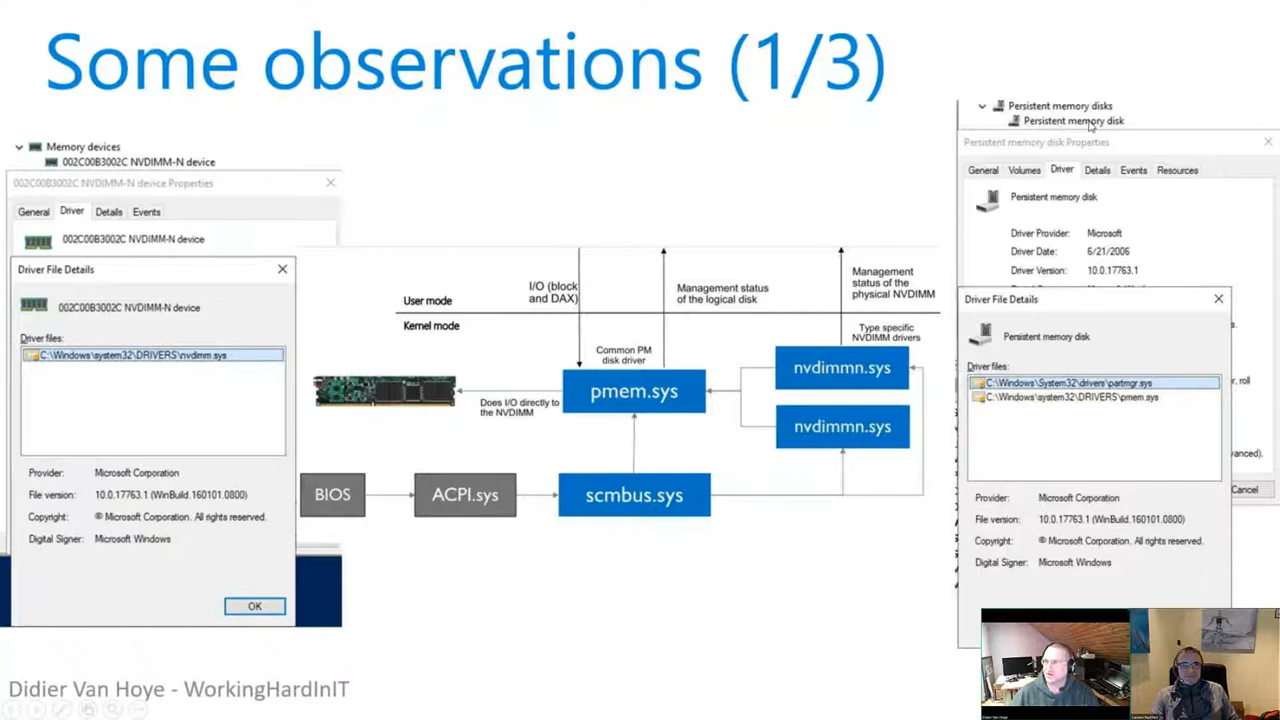 Some observations (1/3)
Memory devices
002C00B3002C NVDIMM-N device
002C00B3002C NVDIMM-N device Properties
General Driver Details Events
002C00B3002C NVDIMM-N device
Driver File Details
002C00B3002C NVDIMM-N device
Driver files:
C:\Windows\system32\DRIVERS\nvdimm.sys
Provider: Microsoft Corporation
File version: 10.0.17763.1 (WinBuild.160101.0800)
Copyright: © Microsoft Corporation. All rights reserved.
Digital Signer: Microsoft Windows
OK
I/O (block
and DAX)
Management status
of the logical disk
Management
status of the
physical NVDIMM
User mode
Kernel mode
Type specific
NVDIMM drivers
Common PM
disk driver
pmem.sys
nvdimmn.sys
nvdimmn.sys
Does I/O directly to
the NVDIMM
BIOS
ACPI.sys
scmbus.sys
Persistent memory disks
Persistent memory disk
Persistent memory disk Properties
General Volumes Driver Details Events Resources
Persistent memory disk
Driver Provider: Microsoft
Driver Date: 6/21/2006
Driver Version: 10.0.17763.1
Driver File Details
Persistent memory disk
Driver files:
C:\Windows\System32\drivers\partmgr.sys
C:\Windows\system32\DRIVERS\pmem.sys
Provider: Microsoft Corporation
File version: 10.0.17763.1 (WinBuild.160101.0800)
Copyright: © Microsoft Corporation. All rights reserved.
Digital Signer: Microsoft Windows
roll
vanced).
Cancel
Didier Van Hoye - WorkingHardInIT
Didier Van Hoye